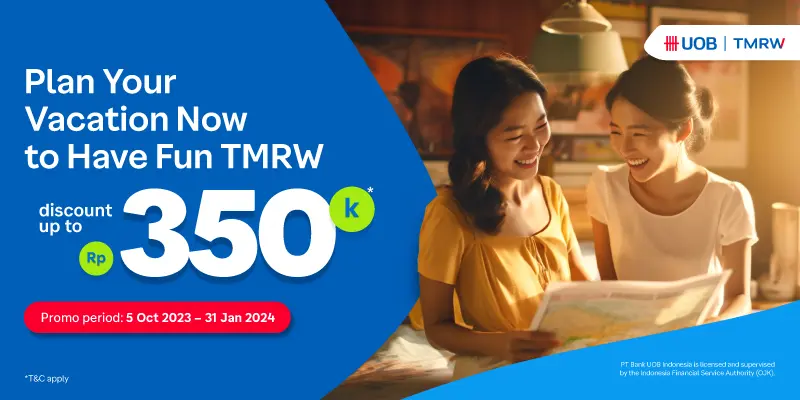 Plan Your
Vacation Now
to Have Fun TMRW
discount
up to
Rp 350k*
Promo period: 5 Oct 2023 – 31 Jan 2024
*T&C apply
UOB | TMRW
PT Bank UOB Indonesia is licensed and supervised
by the Indonesia Financial Service Authority (OJK).